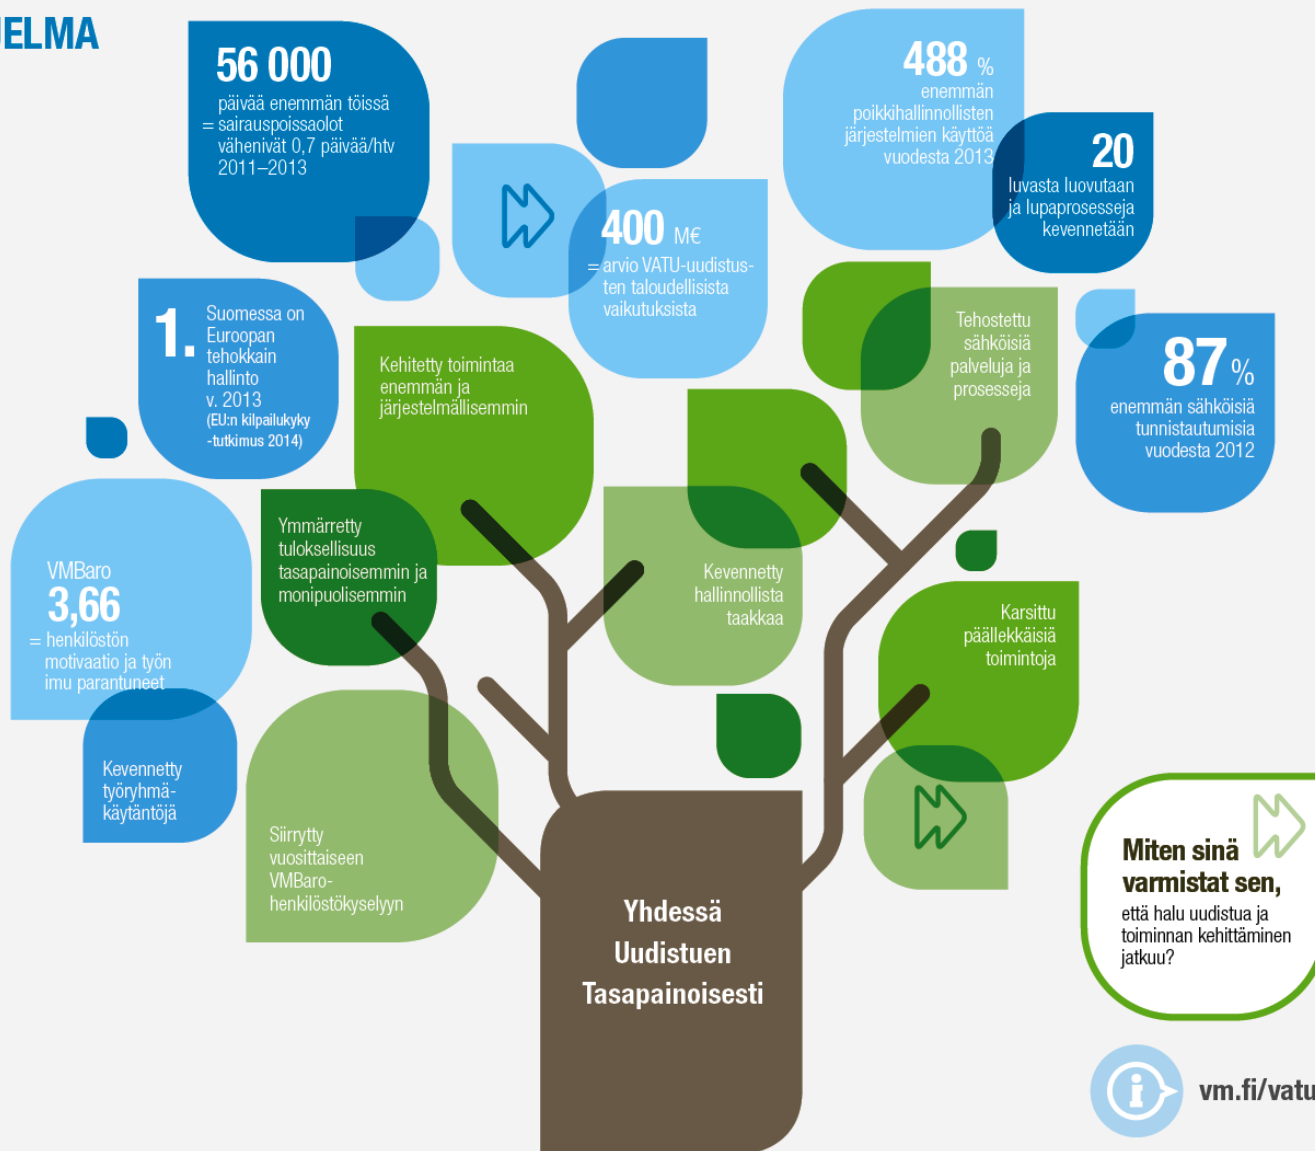 JELMA
56 000
päivää enemmän töissä
= sairauspoissaolot
vähenivät 0,7 päivää/htv
2011–2013
400 M€
= arvio VATU-uudistus-
ten taloudellisista
vaikutuksista
488 %
enemmän
poikkihallinnollisten
järjestelmien käyttöä
vuodesta 2013
20
luvasta luovutaan
ja lupaprosesseja
kevennetään
1.
Suomessa on
Euroopan
tehokkain
hallinto
v. 2013
(EU:n kilpailukyky
-tutkimus 2014)
Kehitetty toimintaa
enemmän ja
järjestelmällisemmin
Tehostettu
sähköisiä
palveluja ja
prosesseja
87 %
enemmän sähköisiä
tunnistautumisia
vuodesta 2012
VMBaro
3,66
= henkilöstön
motivaatio ja työn
imu parantuneet
Ymmärretty
tuloksellisuus
tasapainoisemmin ja
monipuolisemmin
Kevennetty
hallinnollista
taakkaa
Karsittu
päällekkäisiä
toimintoja
Kevennetty
työryhmä-
käytäntöjä
Siirrytty
vuosittaiseen
VMBaro-
henkilöstökyselyyn
Yhdessä
Uudistuen
Tasapainoisesti
Miten sinä
varmistat sen,
että halu uudistua ja
toiminnan kehittäminen
jatkuu?
i
vm.fi/vatu